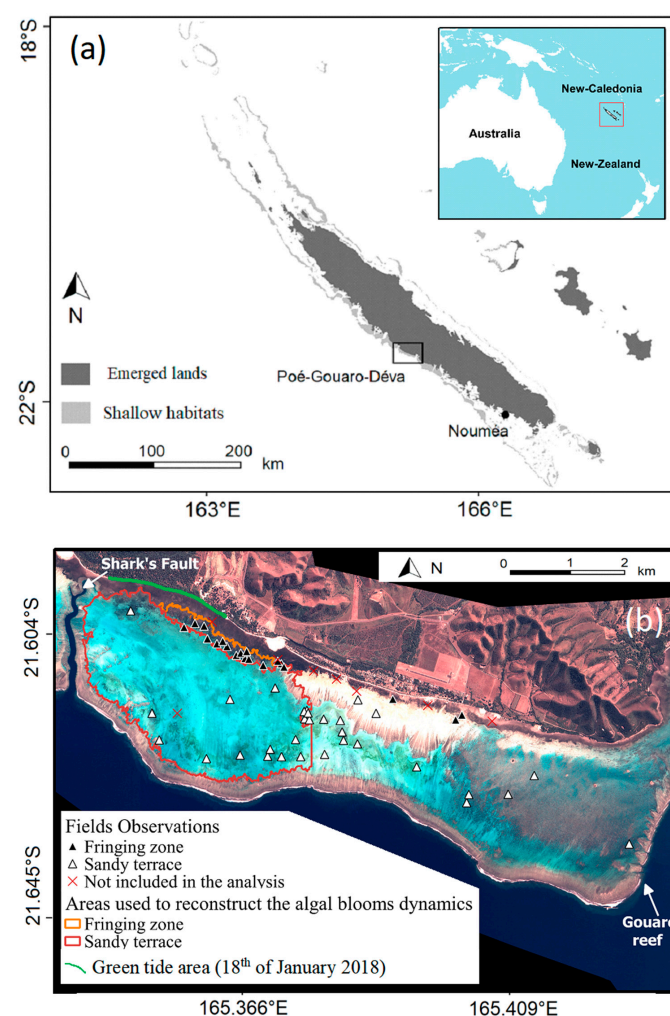 18°S
(a)
New-Caledonia
Australia
New-Zealand
N
Emerged lands
Shallow habitats
Poé-Gouaro-Déva
Nouméa
22°S
0 100 200
km
163°E 166°E
Shark's Fault
N
0 1 2
km
(b)
21.604°S
Fields Observations
Fringing zone
Sandy terrace
Not included in the analysis
Areas used to reconstruct the algal blooms dynamics
Fringing zone
Sandy terrace
Green tide area (18th of January 2018)
21.645°S
Gouaro
reef
165.366°E 165.409°E